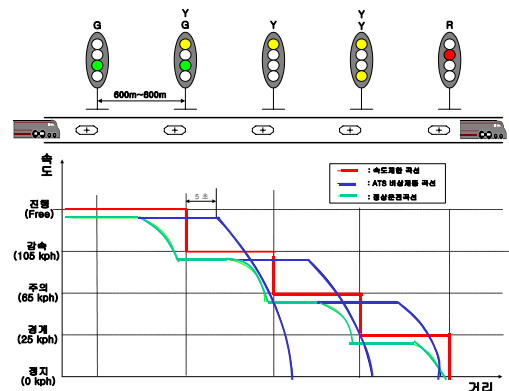 G
Y
G
Y
Y
Y
R
600m~800m
속도
: 속도제한 곡선
: ATS 비상제동 곡선
: 정상운전곡선
5 초
진행
(Free)
감속
(105 kph)
주의
(65 kph)
경계
(25 kph)
정지
(0 kph)
거리